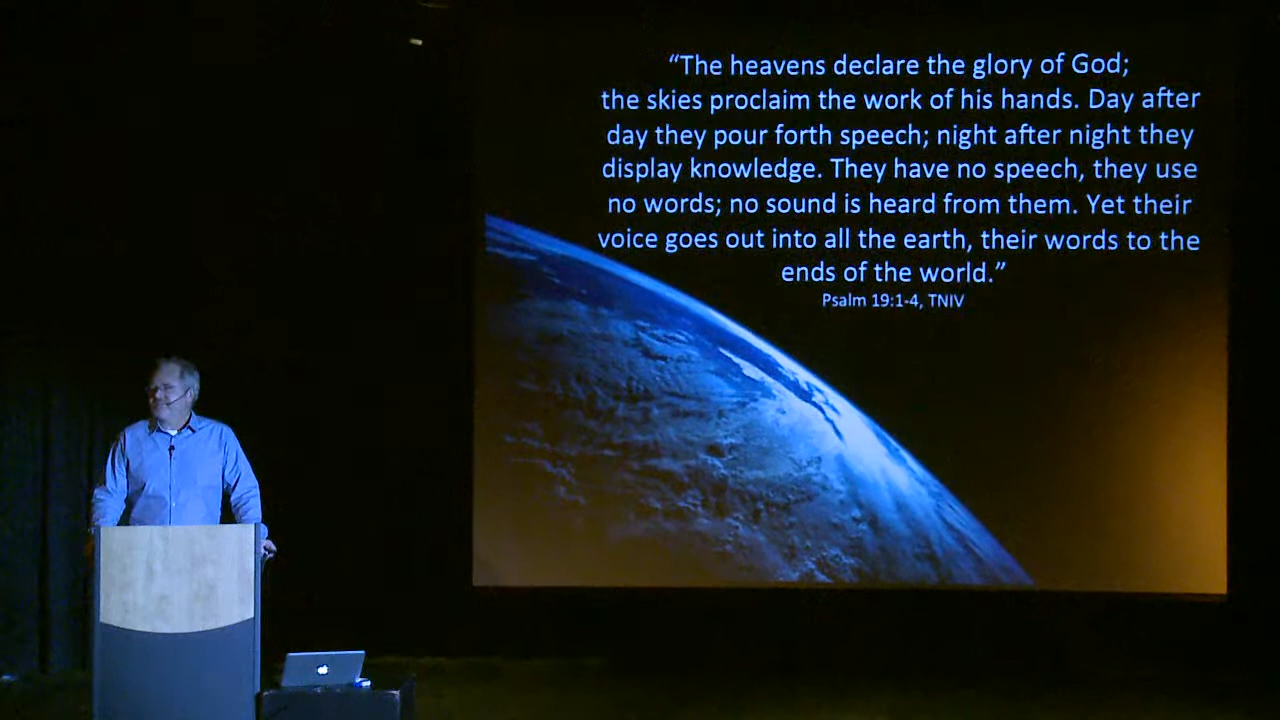 “The heavens declare the glory of God;
the skies proclaim the work of his hands. Day after
day they pour forth speech; night after night they
display knowledge. They have no speech, they use
no words; no sound is heard from them. Yet their
voice goes out into all the earth, their words to the
ends of the world.”
Psalm 19:1-4, TNIV